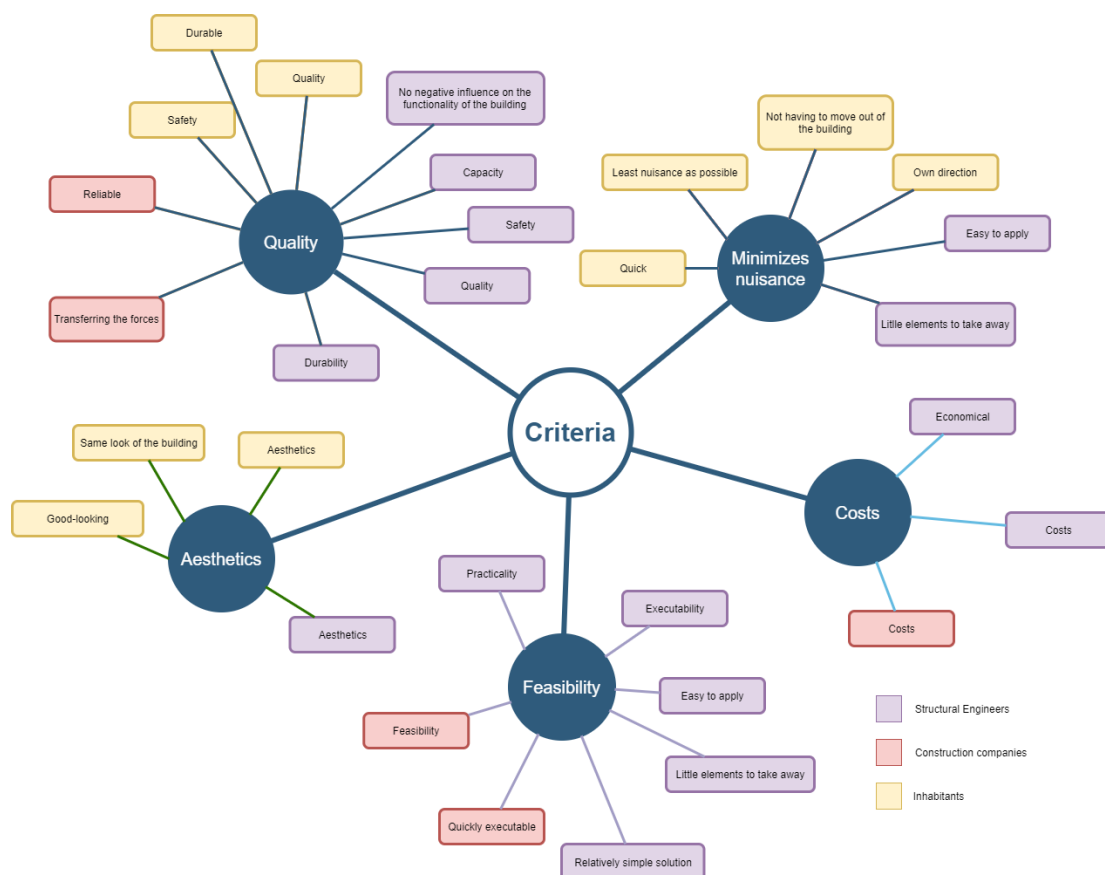 Durable
Quality
No negative influence on the
functionality of the building
Safety
Capacity
Reliable
Safety
Quality
Quality
Transferring the forces
Durability
Not having to move out of
the building
Least nuisance as possible
Own direction
Easy to apply
Minimizes
nuisance
Quick
Litlle elements to take away
Criteria
Economical
Costs
Costs
Costs
Same look of the building
Aesthetics
Good-looking
Aesthetics
Aesthetics
Practicality
Executability
Feasibility
Easy to apply
Feasibility
Little elements to take away
Quickly executable
Relatively simple solution
Structural Engineers
Construction companies
Inhabitants